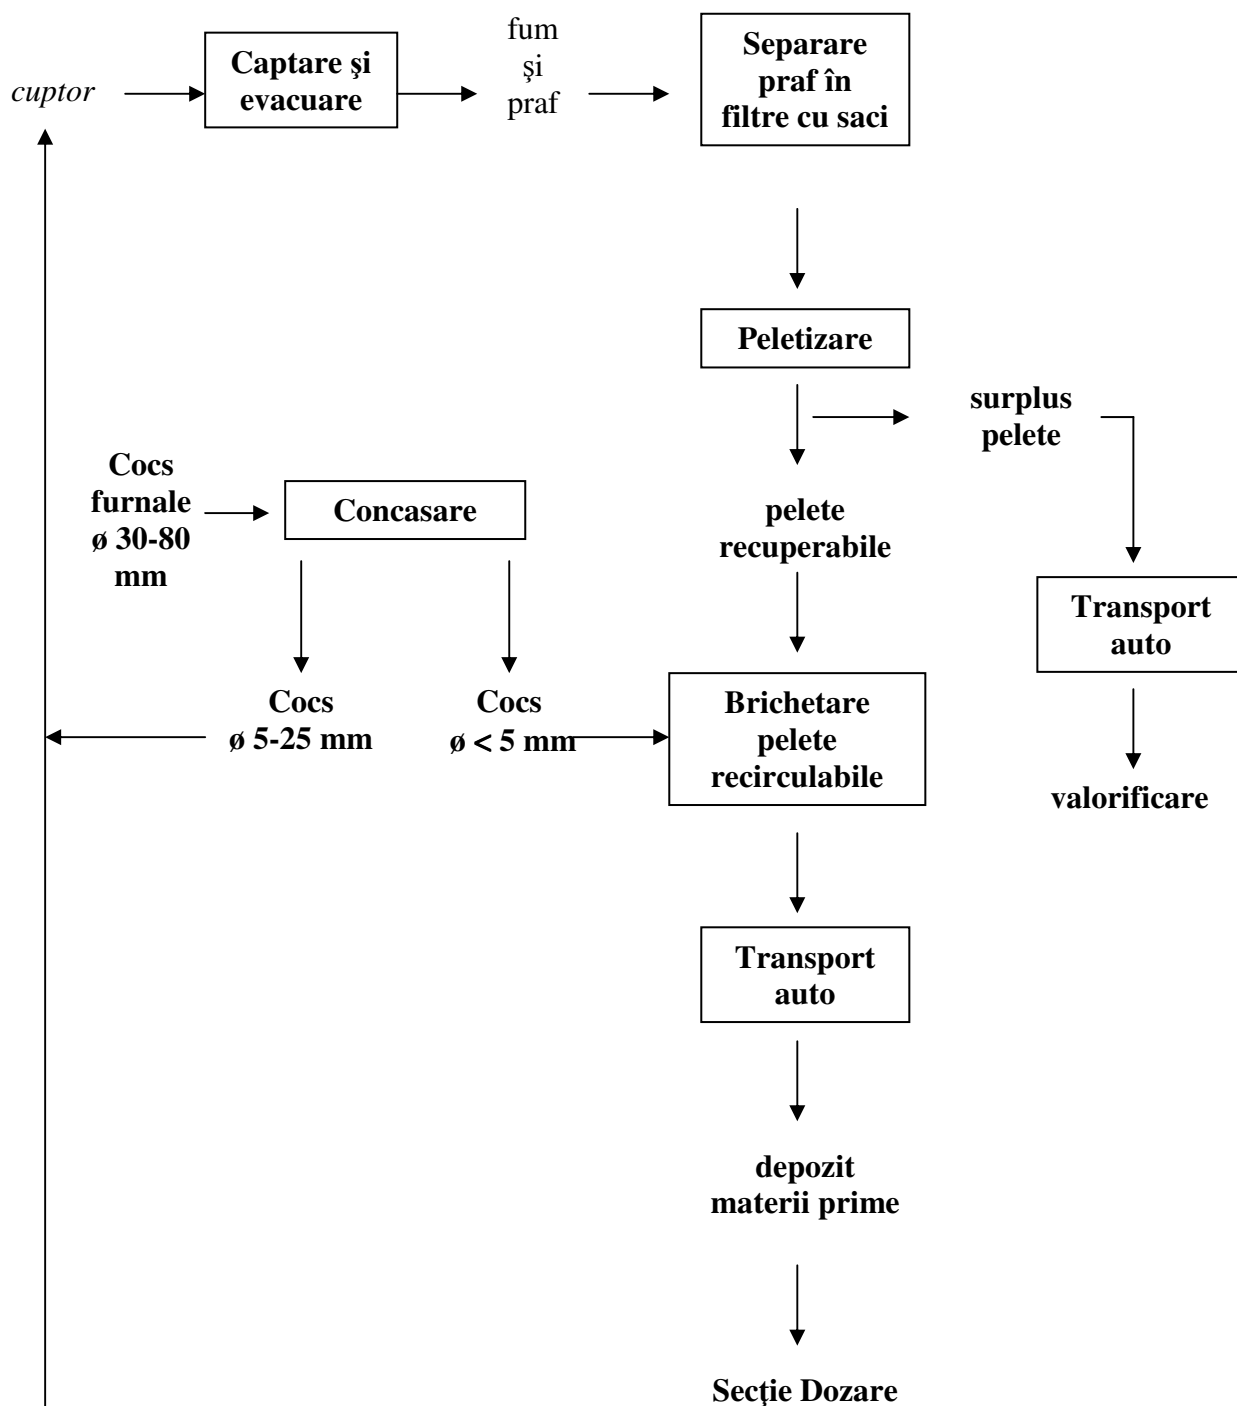 cuptor
Captare şi
evacuare
fum
şi
praf
Separare
praf în
filtre cu saci
Peletizare
surplus
pelete
Cocs
furnale
ø 30-80
mm
Concasare
pelete
recuperabile
Transport
auto
Cocs
ø 5-25 mm
Cocs
ø < 5 mm
Brichetare
pelete
recirculabile
valorificare
Transport
auto
depozit
materii prime
Secţie Dozare